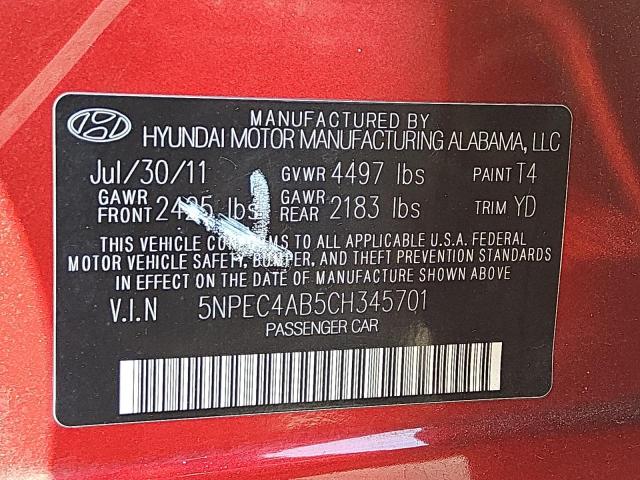 MANUFACTURED BY
HYUNDAI MOTOR MANUFACTURING ALABAMA, LLC
Jul/30/11 GVWR 4497 lbs PAINT T4
GAWR FRONT lbs GAWR REAR 2183 lbs TRIM YD
THIS VEHICLE CONFORMS TO ALL APPLICABLE U.S.A. FEDERAL
MOTOR VEHICLE SAFETY, BUMPER, AND THEFT PREVENTION STANDARDS
IN EFFECT ON THE DATE OF MANUFACTURE SHOWN ABOVE
V.I.N 5NPEC4AB5CH345701
PASSENGER CAR